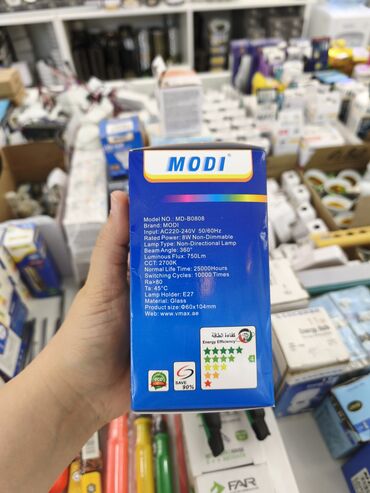 MODI
Model NO.: MD-B0808
Brand: MODI
Input: AC220-240V 50/60Hz
Rated Power: 8W Non-Dimmable
Lamp Type: Non-Directional Lamp
Beam Angle: 360°
Luminous Flux: 750Lm
CCT: 2700K
Normal Life Time: 25000Hours
Switching Cycles: 10000 Times
Ra>80
Ta: 45°C
Lamp Holder: E27
Material: Glass
Product size: Φ60x104mm
Web: www.vmax.ae
كفاءة الطاقة
Energy Efficiency
SAVE
90%
FAR